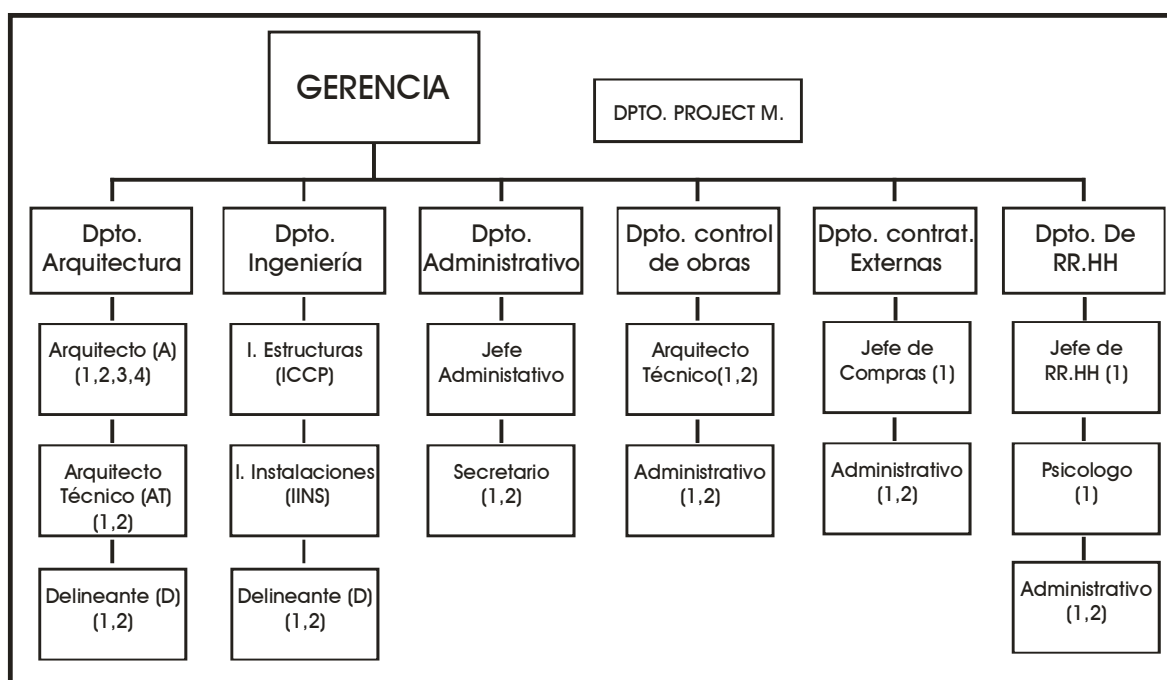 GERENCIA
DPTO. PROJECT M.
Dpto.
Arquitectura
Arquitecto (A)
(1,2,3,4)
Arquitecto
Técnico (AT)
(1,2)
Delineante (D)
(1,2)
Dpto.
Ingeniería
I. Estructuras
(ICCP)
I. Instalaciones
(IINS)
Delineante (D)
(1,2)
Dpto.
Administrativo
Jefe
Administativo
Secretario
(1,2)
Dpto. control
de obras
Arquitecto
Técnico(1,2)
Administrativo
(1,2)
Dpto. contrat.
Externas
Jefe de
Compras (1)
Administrativo
(1,2)
Dpto. De
RR.HH
Jefe de
RR.HH (1)
Psicologo
(1)
Administrativo
(1,2)